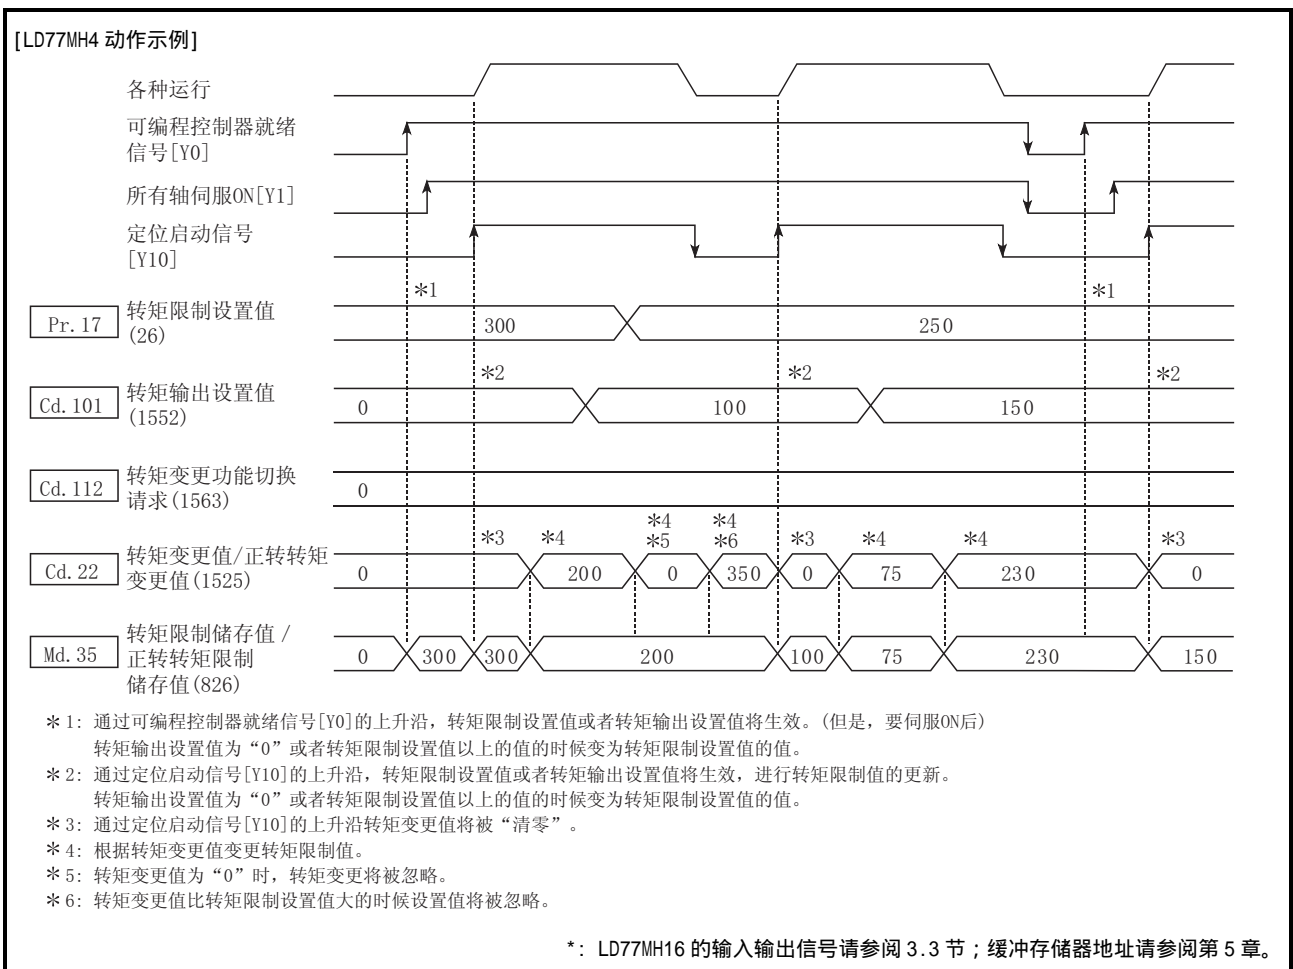 [LD77MH4 动作示例]
各种运行
可编程控制器就绪
信号[Y0]
所有轴伺服ON[Y1]
定位启动信号
[Y10]
*1
*1
Pr.17
转矩限制设置值
(26)
300
250
*2
*2
*2
Cd.101
转矩输出设置值
(1552)
0
100
150
Cd.112
转矩变更功能切换
请求(1563)
0
*4
*4
*3
*4
*5
*6
*3
*4
*4
*3
Cd.22
转矩变更值/正转转矩
变更值(1525)
0
200
0
350
0
75
230
0
Md.35
转矩限制储存值/
正转转矩限制
储存值(826)
0
300
300
200
100
75
230
150
*1: 通过可编程控制器就绪信号[Y0]的上升沿，转矩限制设置值或者转矩输出设置值将生效。(但是，要伺服ON后)
转矩输出设置值为“0”或者转矩限制设置值以上的值的时候变为转矩限制设置值的值。
*2: 通过定位启动信号[Y10]的上升沿，转矩限制设置值或者转矩输出设置值将生效，进行转矩限制值的更新。
转矩输出设置值为“0”或者转矩限制设置值以上的值的时候变为转矩限制设置值的值。
*3: 通过定位启动信号[Y10]的上升沿转矩变更值将被“清零”。
*4: 根据转矩变更值变更转矩限制值。
*5: 转矩变更值为“0”时，转矩变更将被忽略。
*6: 转矩变更值比转矩限制设置值大的时候设置值将被忽略。
*: LD77MH16 的输入输出信号请参阅 3.3 节；缓冲存储器地址请参阅第 5 章。